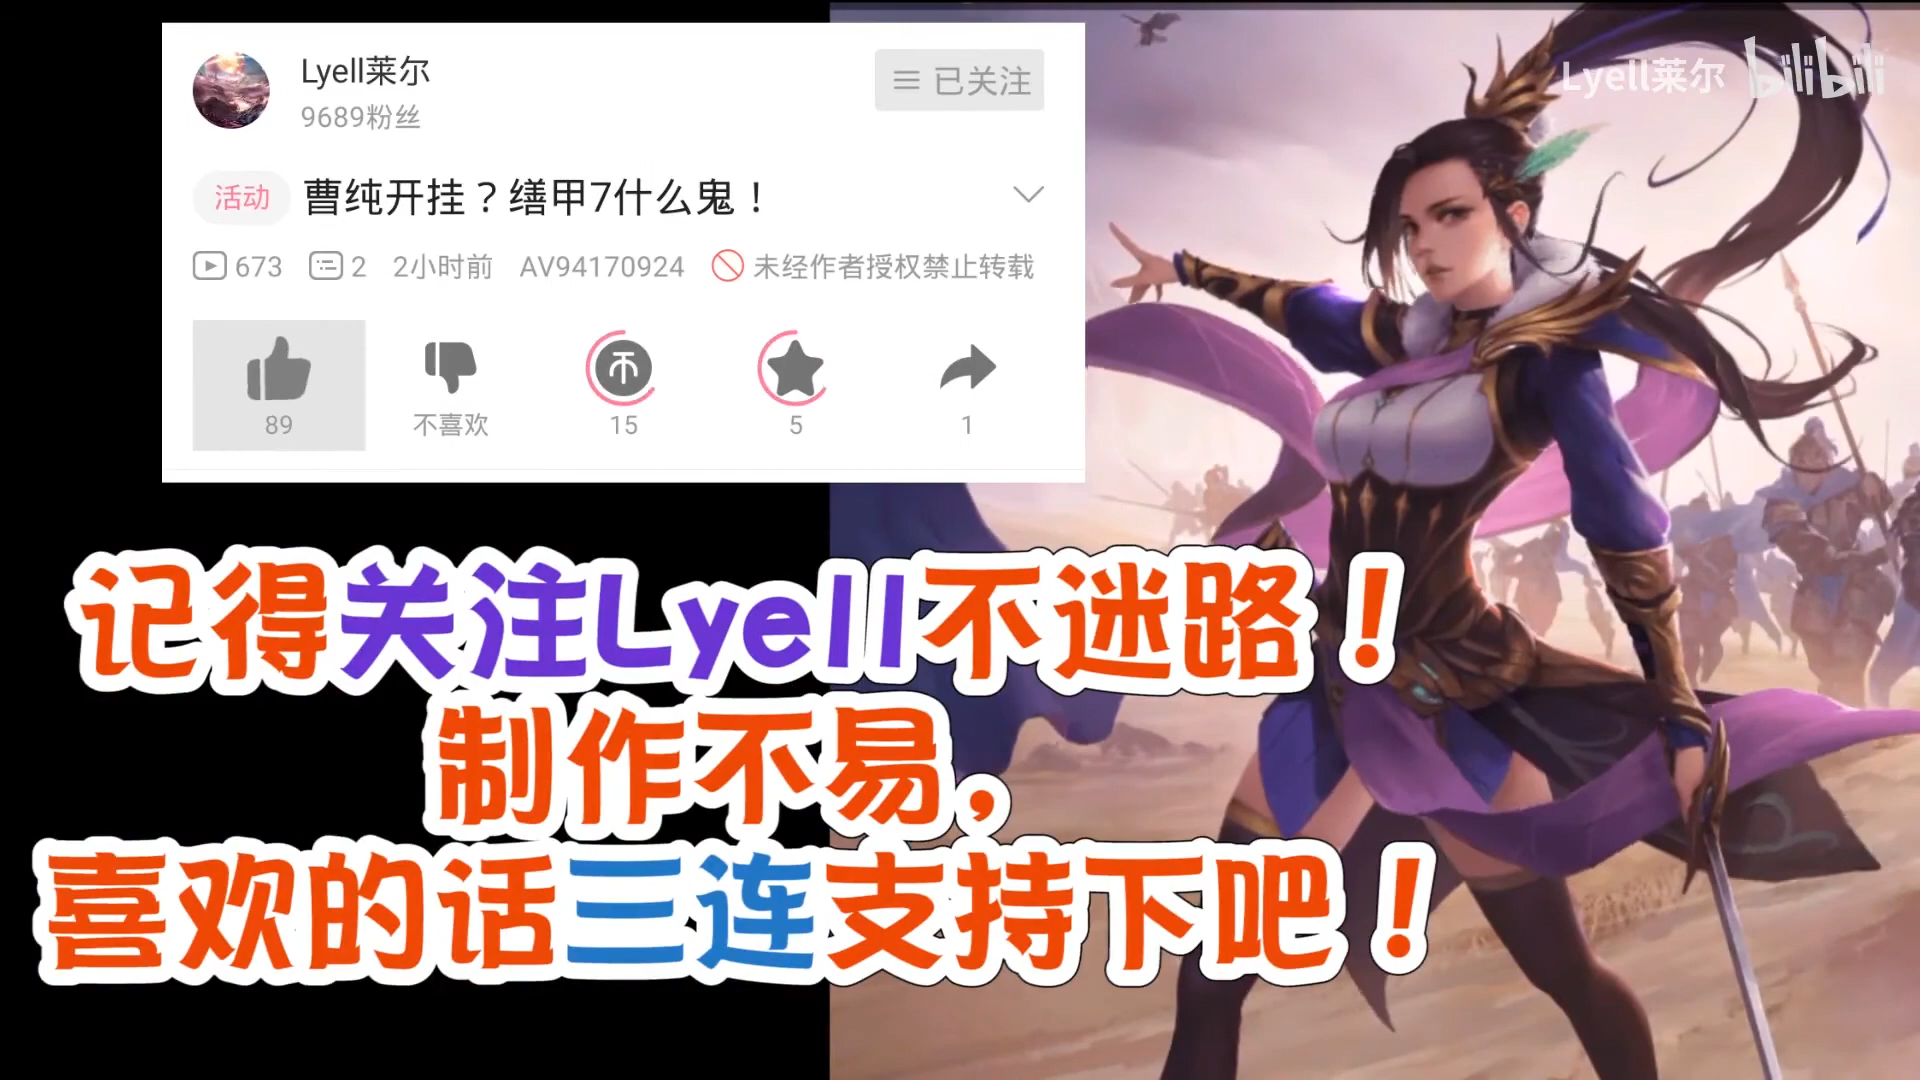 Lyell莱尔
9689粉丝
已关注
Lyell莱尔 bilibili
活动 曹纯开挂？缮甲7什么鬼！
673 2 2小时前 AV94170924 未经作者授权禁止转载
89 不喜欢 15 5 1
记得关注Lyell不迷路！
制作不易，
喜欢的话三连支持下吧！